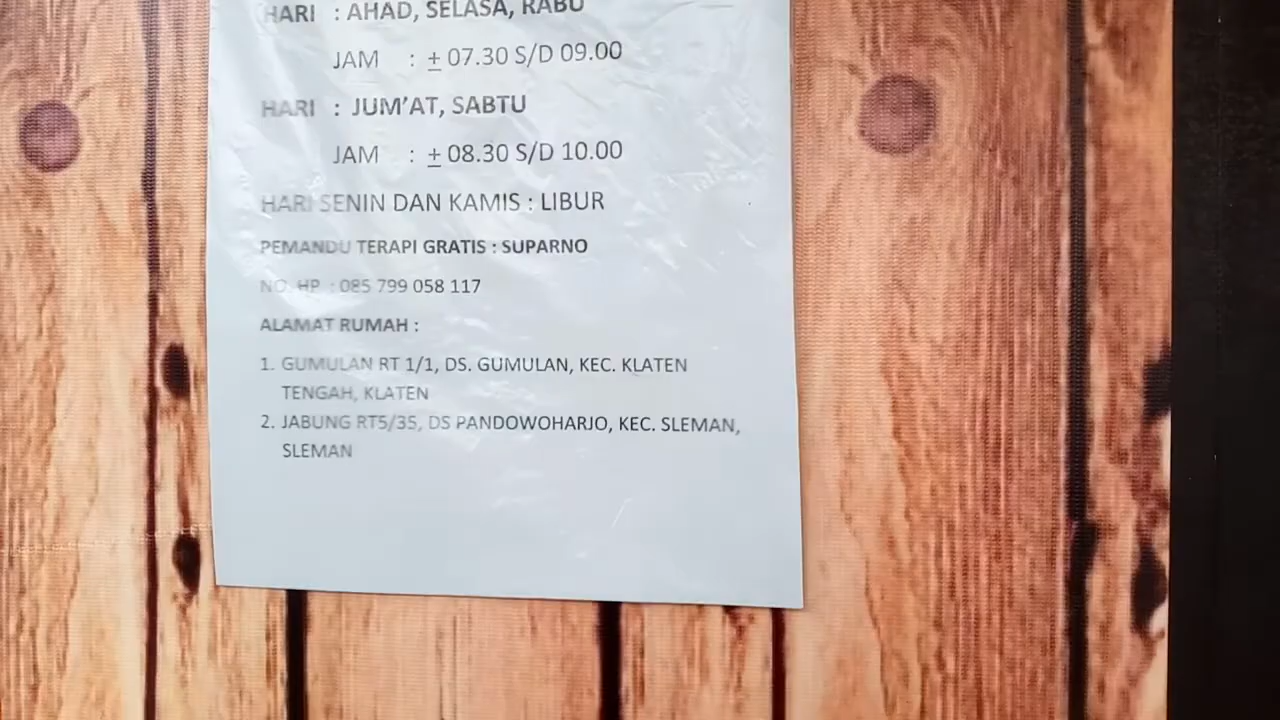 HARI : AHAD, SELASA, RABU
JAM : ± 07.30 S/D 09.00
HARI : JUM'AT, SABTU
JAM : ± 08.30 S/D 10.00
HARI SENIN DAN KAMIS : LIBUR
PEMANDU TERAPI GRATIS : SUPARNO
NO. HP : 085 799 058 117
ALAMAT RUMAH :
1. GUMULAN RT 1/1, DS. GUMULAN, KEC. KLATEN
TENGAH, KLATEN
2. JABUNG RT5/35, DS PANDOWOHARJO, KEC. SLEMAN,
SLEMAN